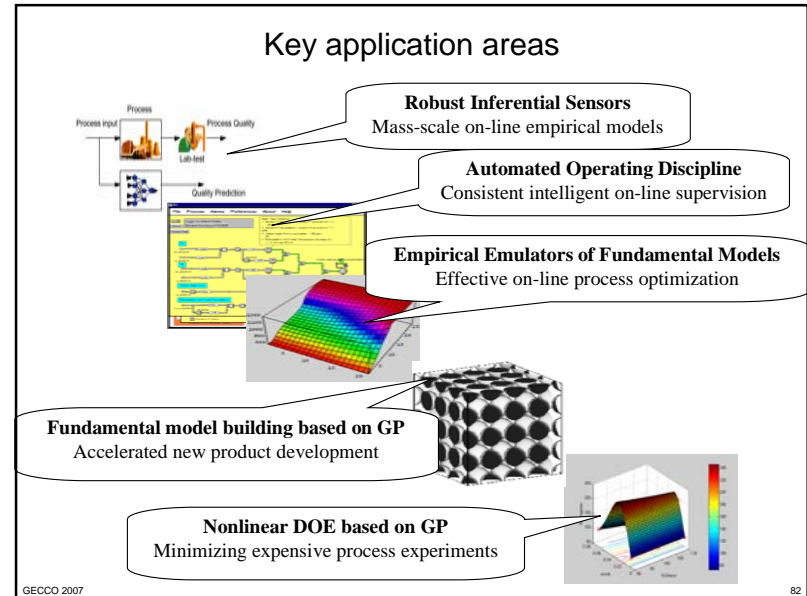 Key application areas
Process
Process input
Process Quality
Lab-test
Quality Prediction
Robust Inferential Sensors
Mass-scale on-line empirical models
Automated Operating Discipline
Consistent intelligent on-line supervision
Empirical Emulators of Fundamental Models
Effective on-line process optimization
Fundamental model building based on GP
Accelerated new product development
Nonlinear DOE based on GP
Minimizing expensive process experiments
GECCO 2007
82